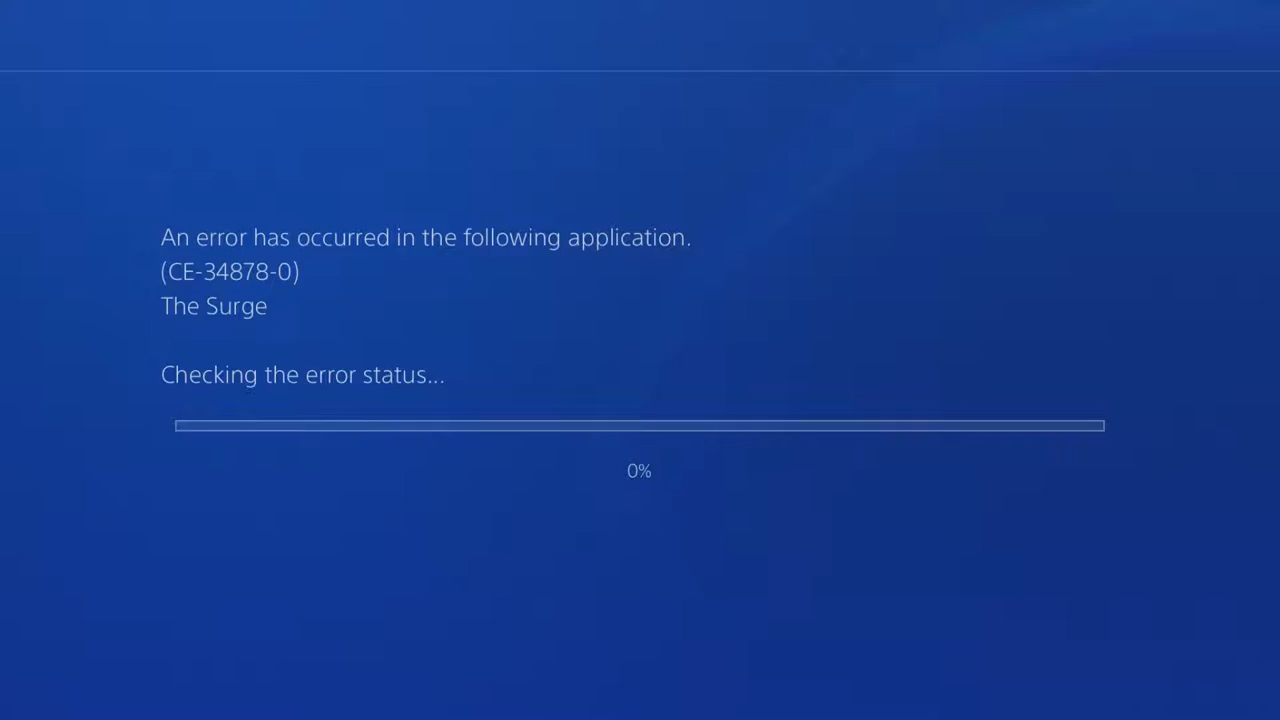 An error has occurred in the following application.
(CE-34878-0)
The Surge
Checking the error status...
0%